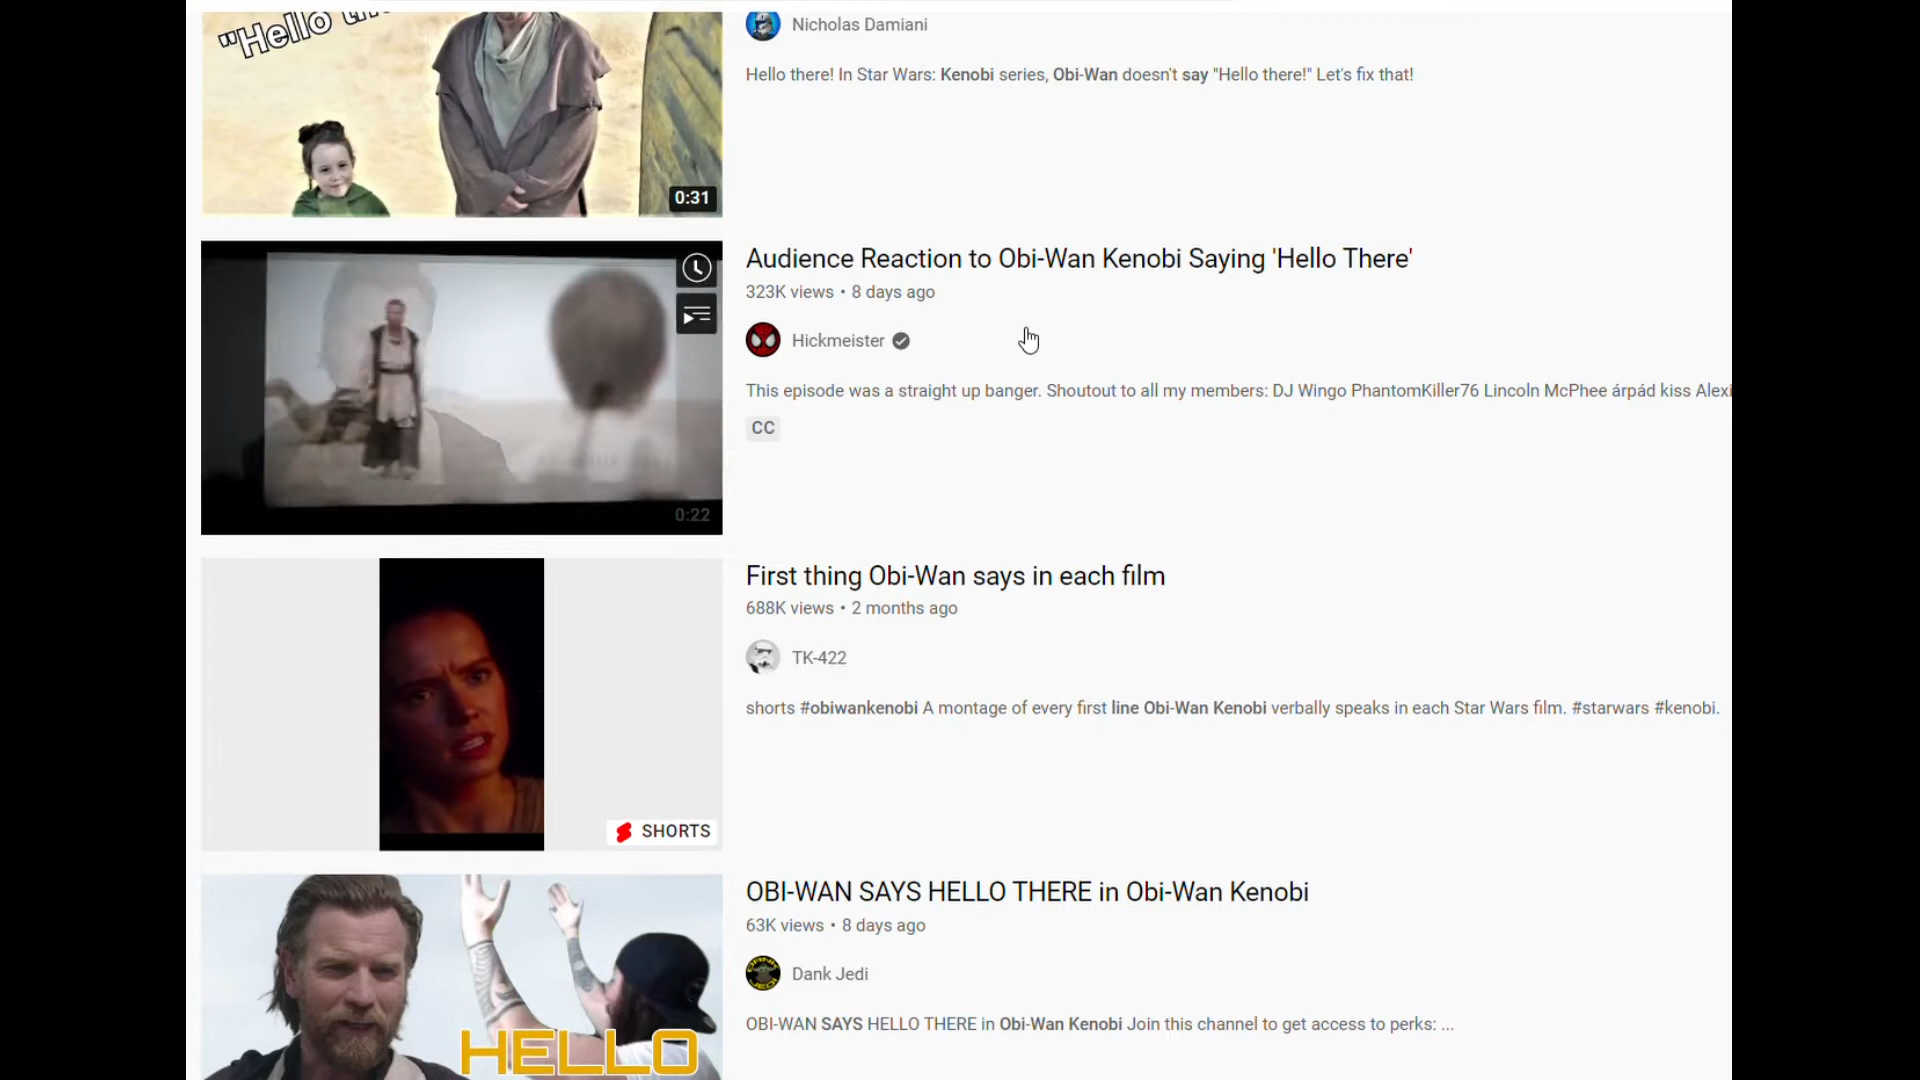 "Hello
Nicholas Damiani
Hello there! In Star Wars: Kenobi series, Obi-Wan doesn't say "Hello there!" Let's fix that!
0:31
Audience Reaction to Obi-Wan Kenobi Saying 'Hello There'
323K views • 8 days ago
Hickmeister
This episode was a straight up banger. Shoutout to all my members: DJ Wingo PhantomKiller76 Lincoln McPhee árpád kiss Alexi
CC
0:22
First thing Obi-Wan says in each film
688K views • 2 months ago
TK-422
shorts #obiwankenobi A montage of every first line Obi-Wan Kenobi verbally speaks in each Star Wars film. #starwars #kenobi.
SHORTS
OBI-WAN SAYS HELLO THERE in Obi-Wan Kenobi
63K views • 8 days ago
Dank Jedi
OBI-WAN SAYS HELLO THERE in Obi-Wan Kenobi Join this channel to get access to perks: ...
HELLO